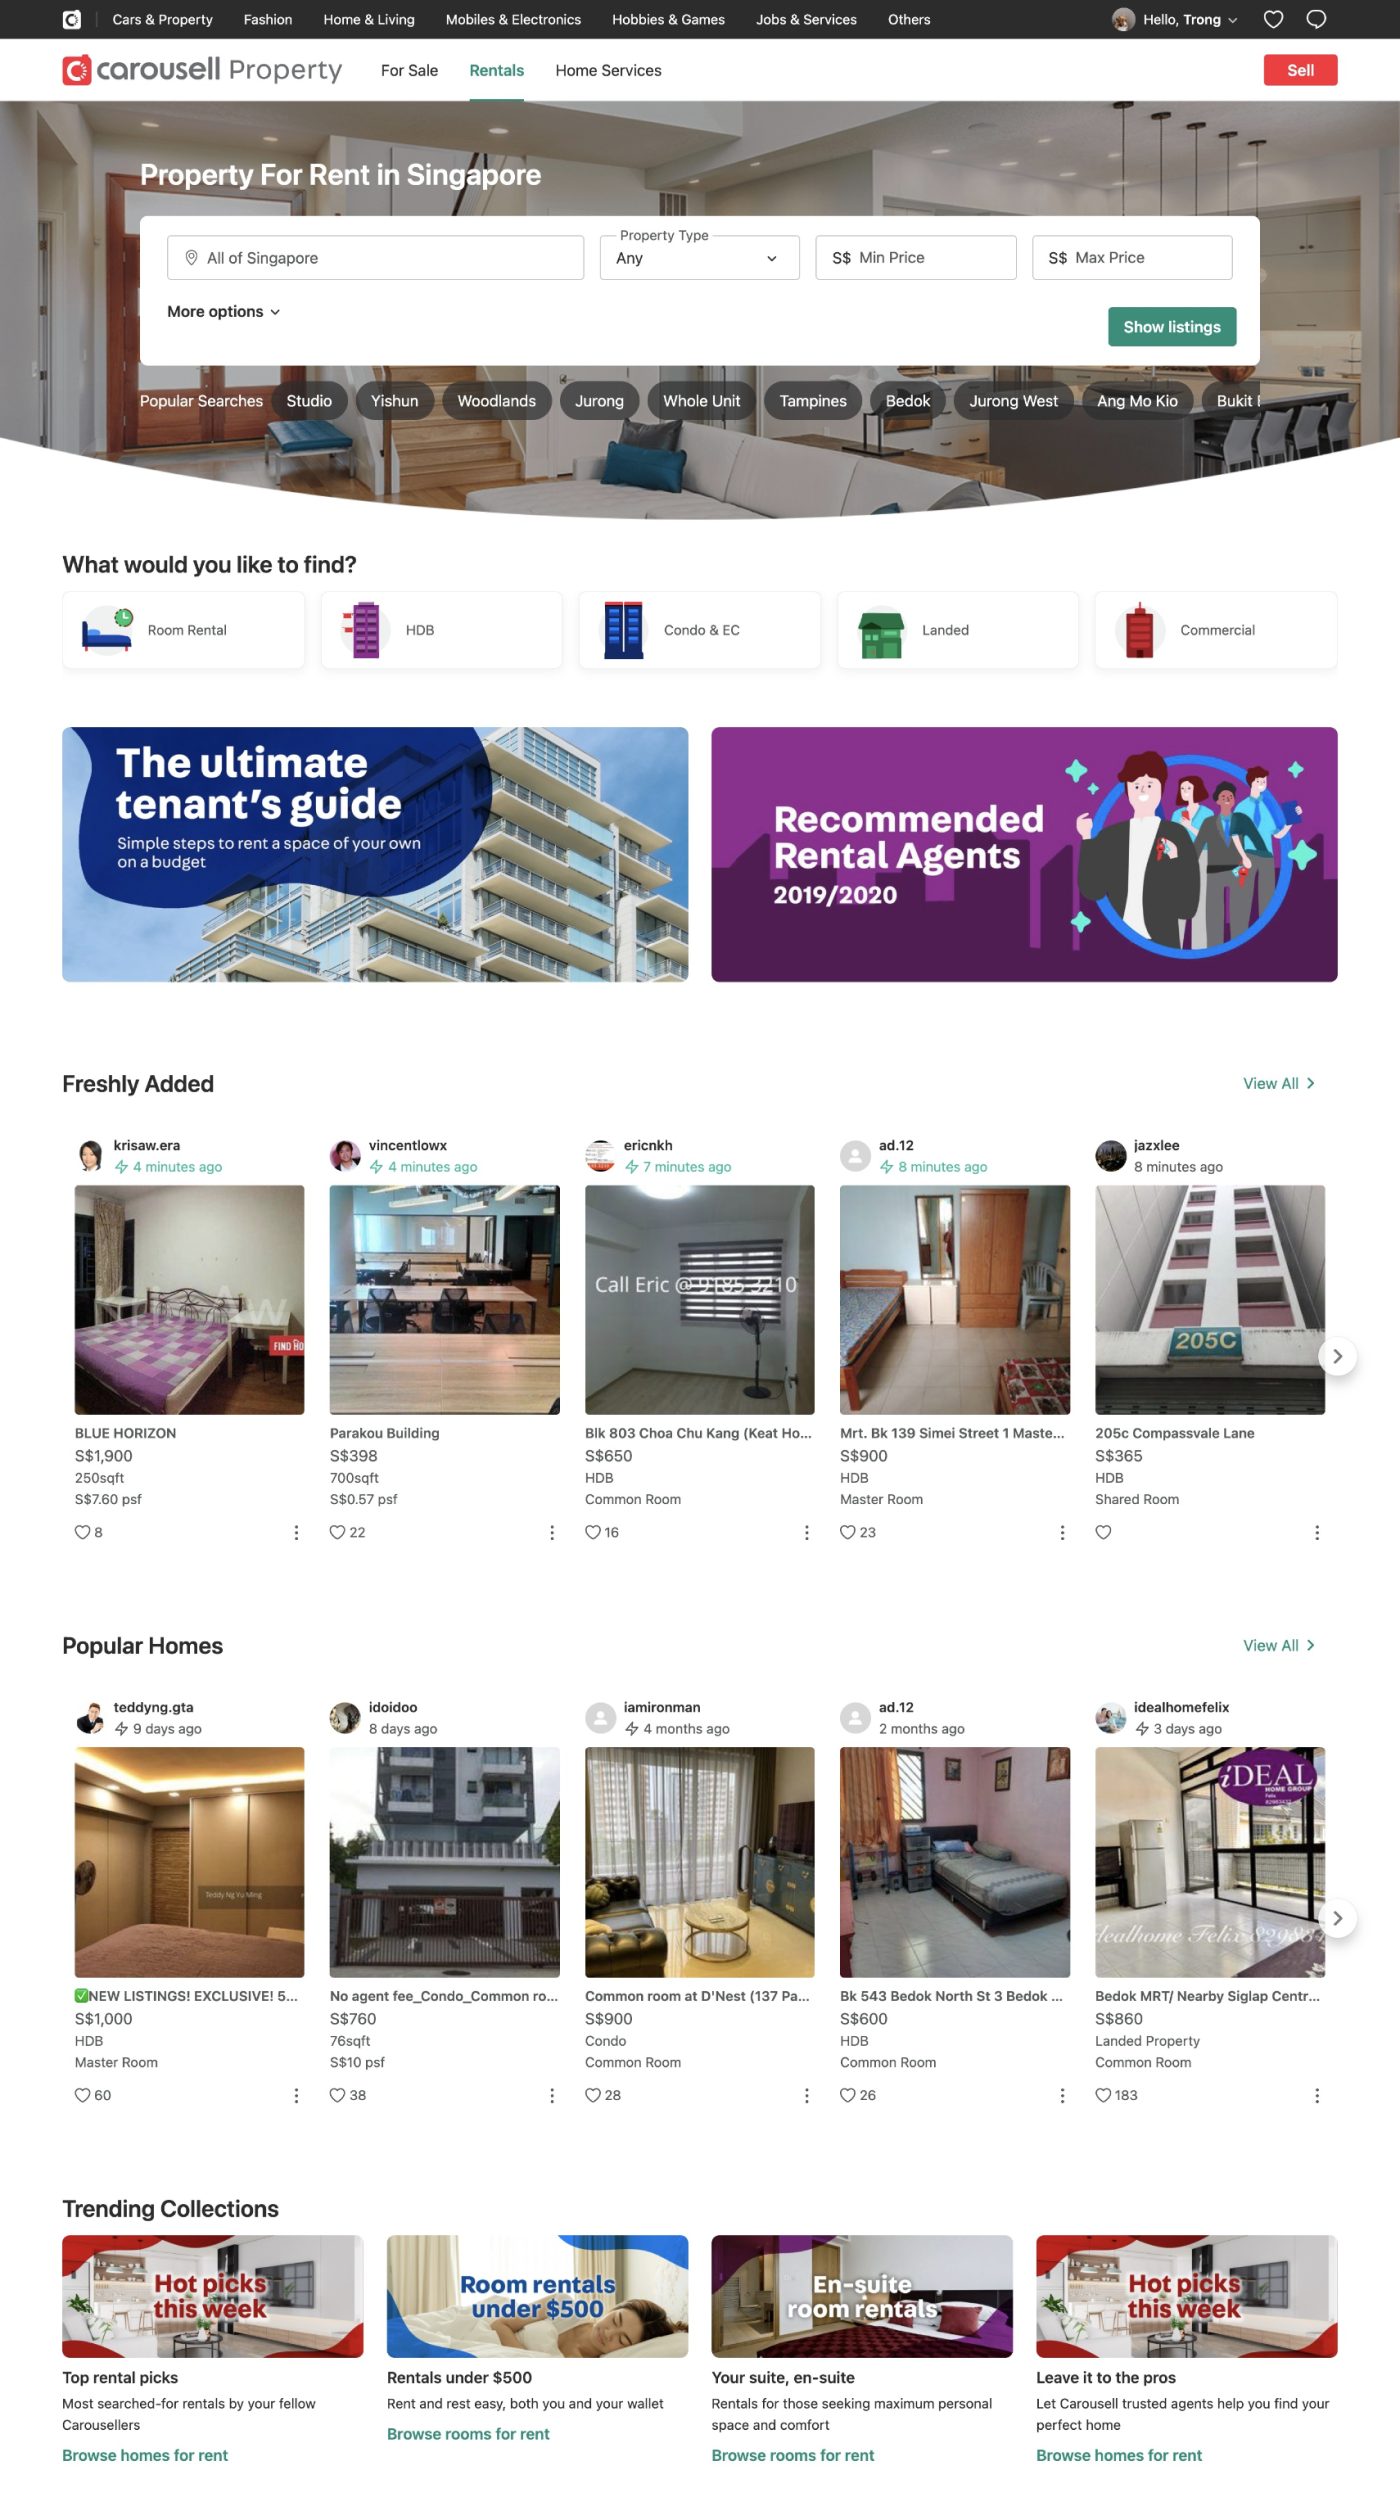 Cars & Property Fashion Home & Living Mobiles & Electronics Hobbies & Games Jobs & Services Others Hello, Trong
carousell Property For Sale Rentals Home Services Sell
Property For Rent in Singapore
Property Type
All of Singapore Any S$ Min Price S$ Max Price
More options
Show listings
Popular Searches Studio Yishun Woodlands Jurong Whole Unit Tampines Bedok Jurong West Ang Mo Kio Bukit
What would you like to find?
Room Rental HDB Condo & EC Landed Commercial
The ultimate
tenant's guide
Simple steps to rent a space of your own
on a budget
Recommended
Rental Agents
2019/2020
Freshly Added View All
krisaw.era vincentlowx ericnkh ad.12 jazxlee
4 minutes ago 4 minutes ago 7 minutes ago 8 minutes ago 8 minutes ago
Call Eric @ 9185 3210
205C
FIND HO
BLUE HORIZON Parakou Building Blk 803 Choa Chu Kang (Keat Ho... Mrt. Bk 139 Simei Street 1 Maste... 205c Compassvale Lane
S$1,900 S$398 S$650 S$900 S$365
250sqft 700sqft HDB HDB HDB
S$7.60 psf S$0.57 psf Common Room Master Room Shared Room
8 22 16 23
Popular Homes View All
teddyng.gta idoidoo iamironman ad.12 idealhomefelix
9 days ago 8 days ago 4 months ago 2 months ago 3 days ago
iDEAL
HOME GROUP
Felix
Teddy Ng Yu Ming
Idealhome Felix 829834
✅NEW LISTINGS! EXCLUSIVE! 5... No agent fee_Condo_Common ro... Common room at D'Nest (137 Pa... Bk 543 Bedok North St 3 Bedok ... Bedok MRT/ Nearby Siglap Centr...
S$1,000 S$760 S$900 S$600 S$860
HDB 76sqft Condo HDB Landed Property
Master Room S$10 psf Common Room Common Room Common Room
60 38 28 26 183
Trending Collections
Hot picks
this week
Room rentals
under $500
En-suite
room rentals
Hot picks
this week
Top rental picks Rentals under $500 Your suite, en-suite Leave it to the pros
Most searched-for rentals by your fellow
Carousellers
Browse homes for rent
Rent and rest easy, both you and your wallet
Browse rooms for rent
Rentals for those seeking maximum personal
space and comfort
Browse rooms for rent
Let Carousell trusted agents help you find your
perfect home
Browse homes for rent